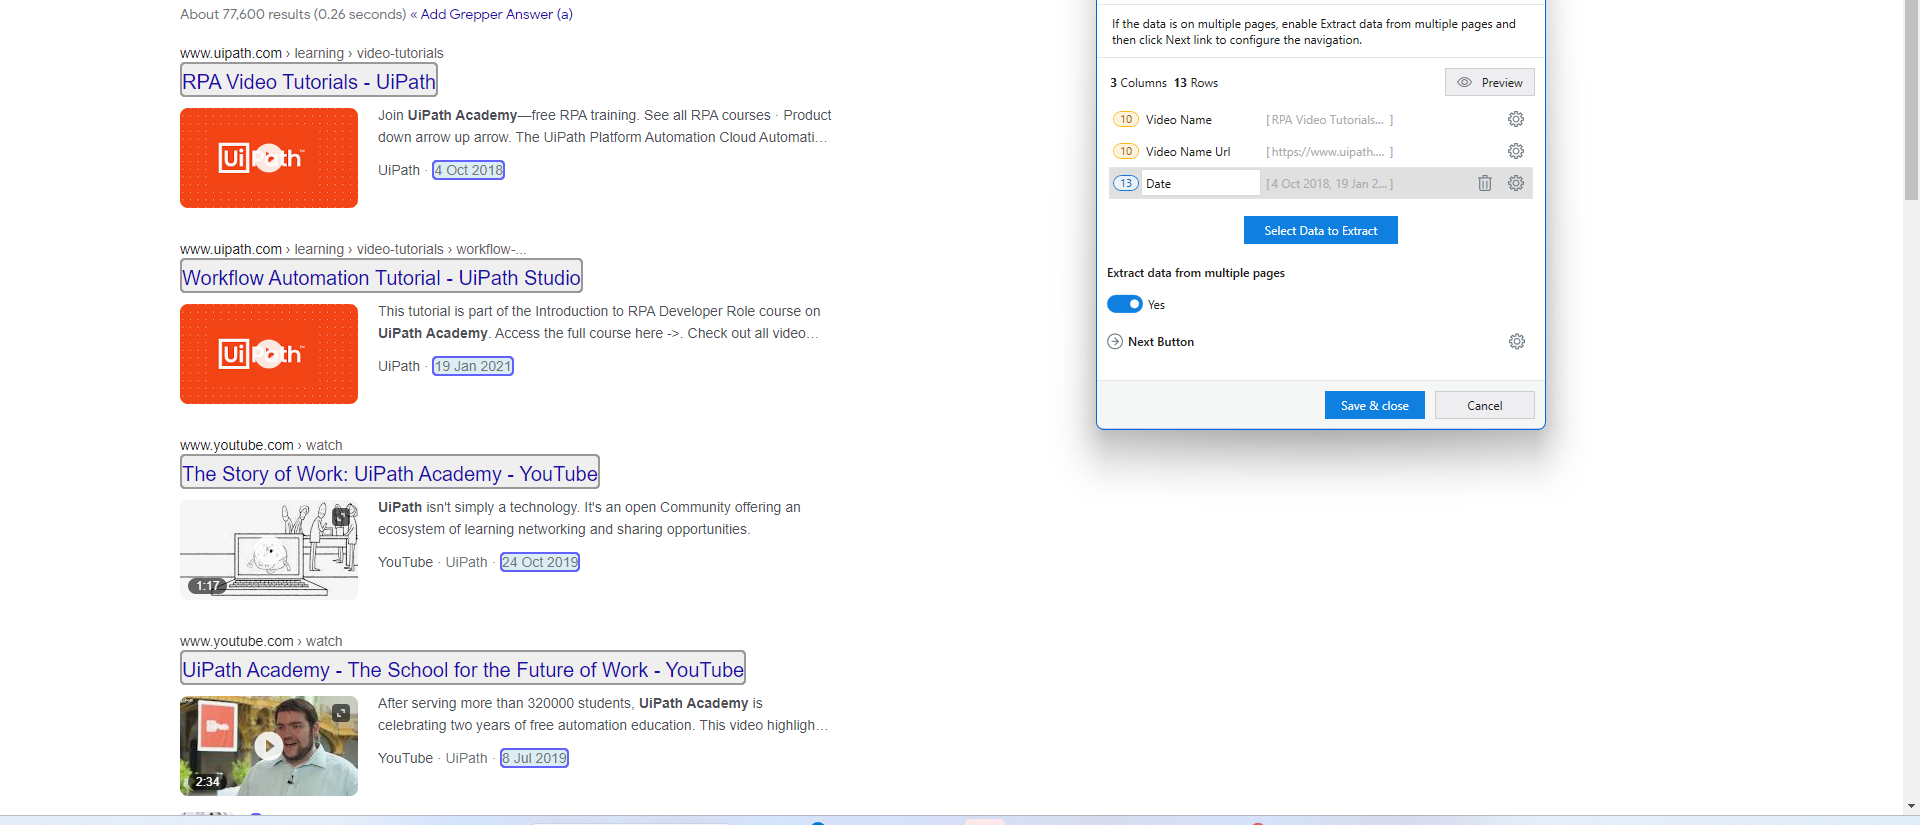 About 77,600 results (0.26 seconds) « Add Grepper Answer (a)
www.uipath.com › learning › video-tutorials
RPA Video Tutorials - UiPath
Ui Path
Join UiPath Academy—free RPA training. See all RPA courses · Product
down arrow up arrow. The UiPath Platform Automation Cloud Automati...
UiPath · 4 Oct 2018
www.uipath.com › learning › video-tutorials › workflow-...
Workflow Automation Tutorial - UiPath Studio
Ui Path
This tutorial is part of the Introduction to RPA Developer Role course on
UiPath Academy. Access the full course here ->. Check out all video...
UiPath · 19 Jan 2021
www.youtube.com › watch
The Story of Work: UiPath Academy - YouTube
1:17
UiPath isn't simply a technology. It's an open Community offering an
ecosystem of learning networking and sharing opportunities.
YouTube · UiPath · 24 Oct 2019
www.youtube.com › watch
UiPath Academy - The School for the Future of Work - YouTube
2:34
After serving more than 320000 students, UiPath Academy is
celebrating two years of free automation education. This video highligh...
YouTube · UiPath · 8 Jul 2019
If the data is on multiple pages, enable Extract data from multiple pages and
then click Next link to configure the navigation.
3 Columns 13 Rows
Preview
10 Video Name [ RPA Video Tutorials... ]
10 Video Name Url [ https://www.uipath.... ]
13 Date [ 4 Oct 2018, 19 Jan 2... ]
Select Data to Extract
Extract data from multiple pages
Yes
Next Button
Save & close
Cancel